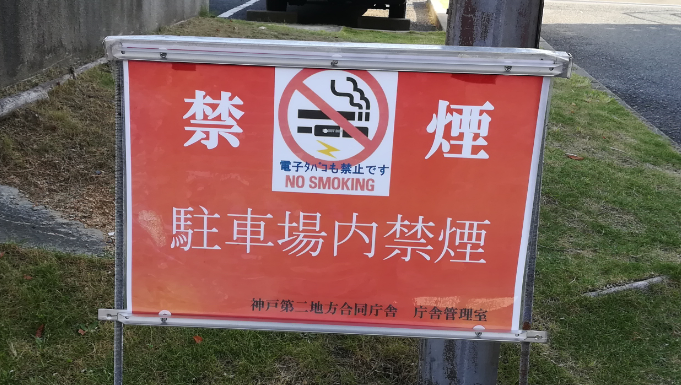 禁煙
電子タバコも禁止です
NO SMOKING
駐車場内禁煙
神戸第二地方合同庁舎 庁舎管理室